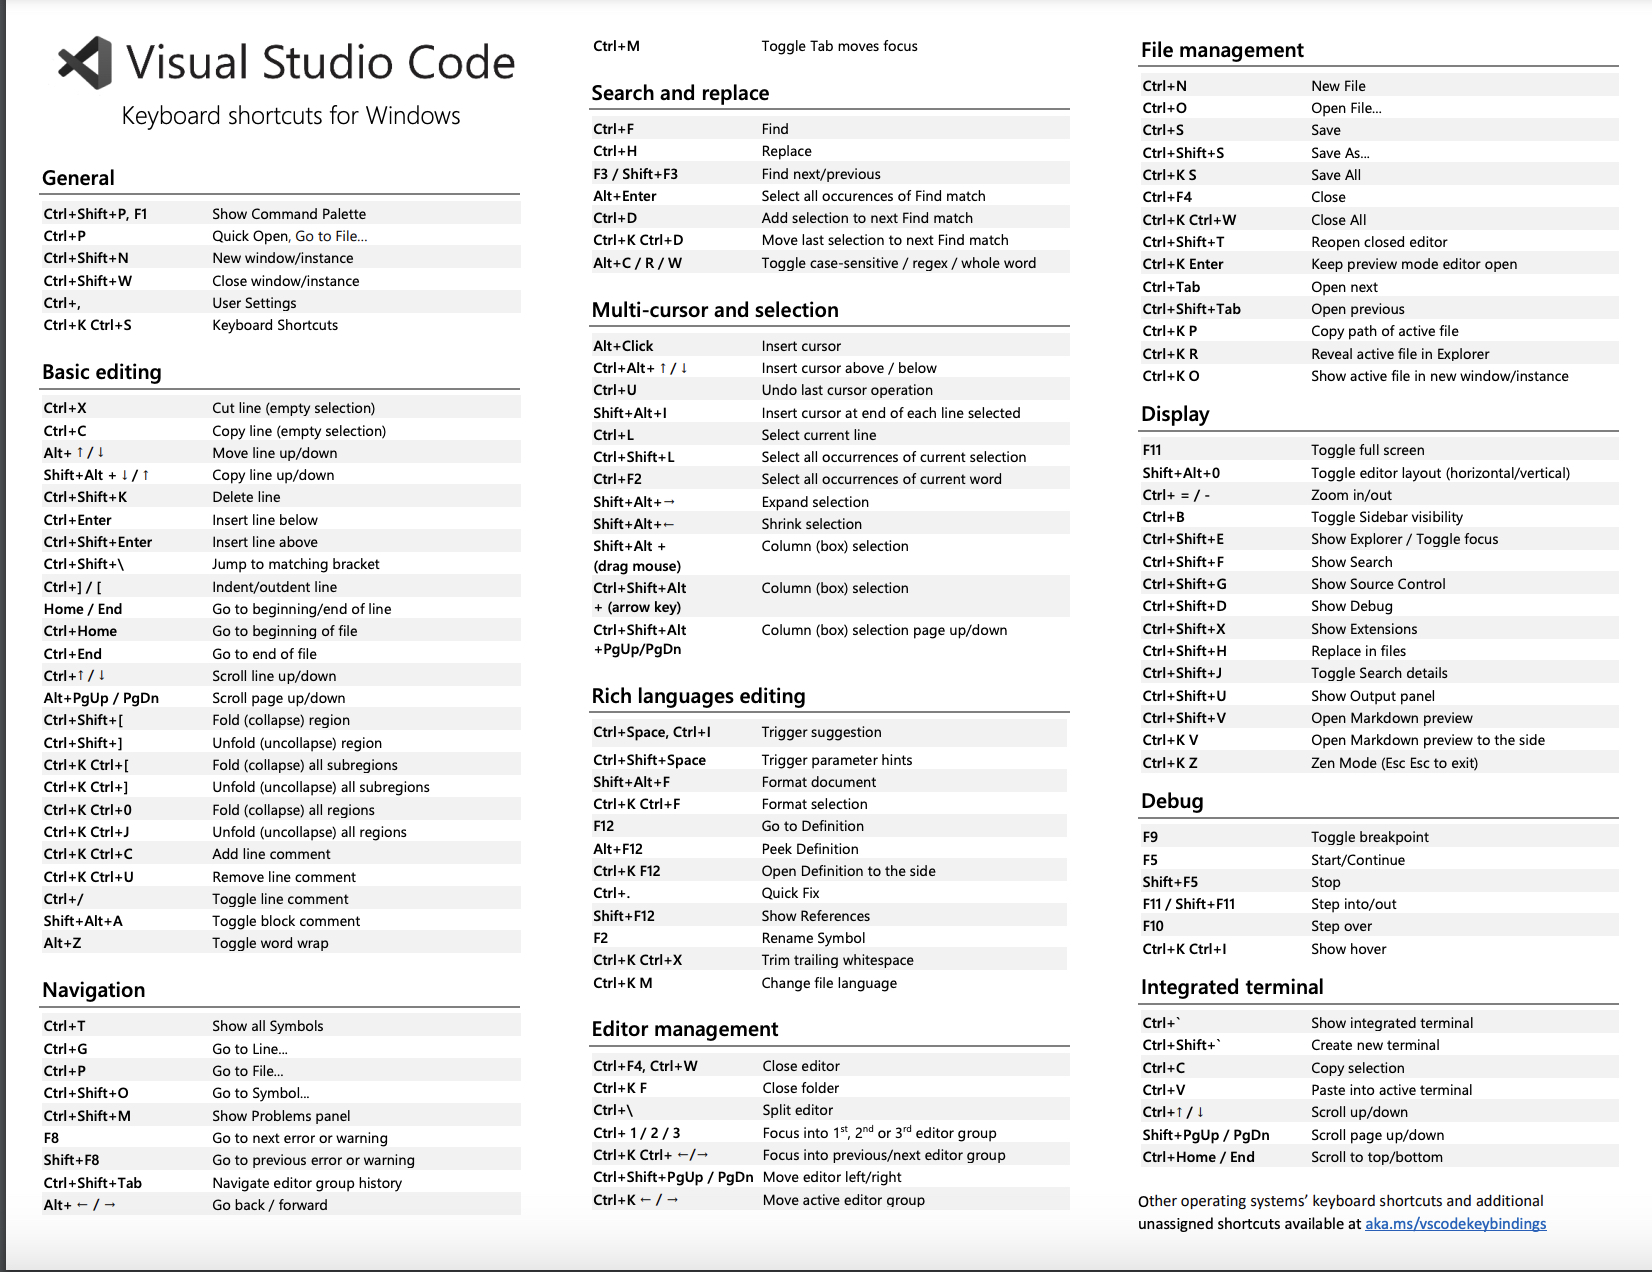 Visual Studio Code
Keyboard shortcuts for Windows
General
Ctrl+Shift+P, F1 Show Command Palette
Ctrl+P Quick Open, Go to File...
Ctrl+Shift+N New window/instance
Ctrl+Shift+W Close window/instance
Ctrl+, User Settings
Ctrl+K Ctrl+S Keyboard Shortcuts
Basic editing
Ctrl+X Cut line (empty selection)
Ctrl+C Copy line (empty selection)
Alt+ ↑ / ↓ Move line up/down
Shift+Alt + ↓ / ↑ Copy line up/down
Ctrl+Shift+K Delete line
Ctrl+Enter Insert line below
Ctrl+Shift+Enter Insert line above
Ctrl+Shift+\ Jump to matching bracket
Ctrl+] / [ Indent/outdent line
Home / End Go to beginning/end of line
Ctrl+Home Go to beginning of file
Ctrl+End Go to end of file
Ctrl+↑ / ↓ Scroll line up/down
Alt+PgUp / PgDn Scroll page up/down
Ctrl+Shift+[ Fold (collapse) region
Ctrl+Shift+] Unfold (uncollapse) region
Ctrl+K Ctrl+[ Fold (collapse) all subregions
Ctrl+K Ctrl+] Unfold (uncollapse) all subregions
Ctrl+K Ctrl+0 Fold (collapse) all regions
Ctrl+K Ctrl+J Unfold (uncollapse) all regions
Ctrl+K Ctrl+C Add line comment
Ctrl+K Ctrl+U Remove line comment
Ctrl+/ Toggle line comment
Shift+Alt+A Toggle block comment
Alt+Z Toggle word wrap
Navigation
Ctrl+T Show all Symbols
Ctrl+G Go to Line...
Ctrl+P Go to File...
Ctrl+Shift+O Go to Symbol...
Ctrl+Shift+M Show Problems panel
F8 Go to next error or warning
Shift+F8 Go to previous error or warning
Ctrl+Shift+Tab Navigate editor group history
Alt+ ← / → Go back / forward
Ctrl+M Toggle Tab moves focus
Search and replace
Ctrl+F Find
Ctrl+H Replace
F3 / Shift+F3 Find next/previous
Alt+Enter Select all occurences of Find match
Ctrl+D Add selection to next Find match
Ctrl+K Ctrl+D Move last selection to next Find match
Alt+C / R / W Toggle case-sensitive / regex / whole word
Multi-cursor and selection
Alt+Click Insert cursor
Ctrl+Alt+ ↑ / ↓ Insert cursor above / below
Ctrl+U Undo last cursor operation
Shift+Alt+I Insert cursor at end of each line selected
Ctrl+L Select current line
Ctrl+Shift+L Select all occurrences of current selection
Ctrl+F2 Select all occurrences of current word
Shift+Alt+→ Expand selection
Shift+Alt+← Shrink selection
Shift+Alt + Column (box) selection
(drag mouse)
Ctrl+Shift+Alt Column (box) selection
+ (arrow key)
Ctrl+Shift+Alt Column (box) selection page up/down
+PgUp/PgDn
Rich languages editing
Ctrl+Space, Ctrl+I Trigger suggestion
Ctrl+Shift+Space Trigger parameter hints
Shift+Alt+F Format document
Ctrl+K Ctrl+F Format selection
F12 Go to Definition
Alt+F12 Peek Definition
Ctrl+K F12 Open Definition to the side
Ctrl+. Quick Fix
Shift+F12 Show References
F2 Rename Symbol
Ctrl+K Ctrl+X Trim trailing whitespace
Ctrl+K M Change file language
Editor management
Ctrl+F4, Ctrl+W Close editor
Ctrl+K F Close folder
Ctrl+\ Split editor
Ctrl+ 1 / 2 / 3 Focus into 1st, 2nd or 3rd editor group
Ctrl+K Ctrl+ ←/→ Focus into previous/next editor group
Ctrl+Shift+PgUp / PgDn Move editor left/right
Ctrl+K ← / → Move active editor group
File management
Ctrl+N New File
Ctrl+O Open File...
Ctrl+S Save
Ctrl+Shift+S Save As...
Ctrl+K S Save All
Ctrl+F4 Close
Ctrl+K Ctrl+W Close All
Ctrl+Shift+T Reopen closed editor
Ctrl+K Enter Keep preview mode editor open
Ctrl+Tab Open next
Ctrl+Shift+Tab Open previous
Ctrl+K P Copy path of active file
Ctrl+K R Reveal active file in Explorer
Ctrl+K O Show active file in new window/instance
Display
F11 Toggle full screen
Shift+Alt+0 Toggle editor layout (horizontal/vertical)
Ctrl+ = / - Zoom in/out
Ctrl+B Toggle Sidebar visibility
Ctrl+Shift+E Show Explorer / Toggle focus
Ctrl+Shift+F Show Search
Ctrl+Shift+G Show Source Control
Ctrl+Shift+D Show Debug
Ctrl+Shift+X Show Extensions
Ctrl+Shift+H Replace in files
Ctrl+Shift+J Toggle Search details
Ctrl+Shift+U Show Output panel
Ctrl+Shift+V Open Markdown preview
Ctrl+K V Open Markdown preview to the side
Ctrl+K Z Zen Mode (Esc Esc to exit)
Debug
F9 Toggle breakpoint
F5 Start/Continue
Shift+F5 Stop
F11 / Shift+F11 Step into/out
F10 Step over
Ctrl+K Ctrl+I Show hover
Integrated terminal
Ctrl+` Show integrated terminal
Ctrl+Shift+` Create new terminal
Ctrl+C Copy selection
Ctrl+V Paste into active terminal
Ctrl+↑ / ↓ Scroll up/down
Shift+PgUp / PgDn Scroll page up/down
Ctrl+Home / End Scroll to top/bottom
Other operating systems’ keyboard shortcuts and additional
unassigned shortcuts available at aka.ms/vscodekeybindings